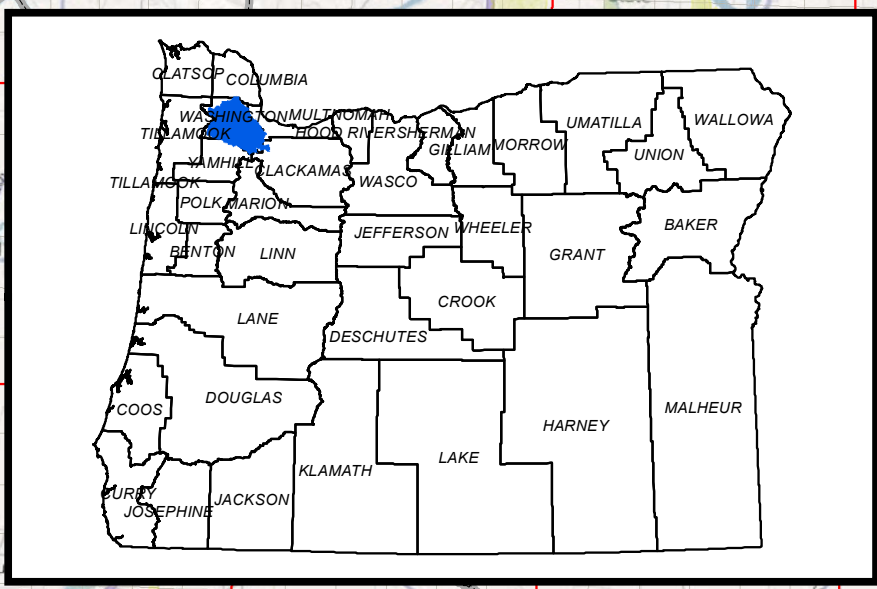 CLATSOP
COLUMBIA
WASHINGTON
MULTNOMAH
TILLAMOOK
HOOD RIVER
SHERMAN
UMATILLA
WALLOWA
GILLIAM
MORROW
UNION
YAMHILL
CLACKAMAS
TILLAMOOK
WASCO
POLK
MARION
LINCOLN
JEFFERSON
WHEELER
BAKER
BENTON
LINN
GRANT
CROOK
LANE
DESCHUTES
DOUGLAS
COOS
MALHEUR
HARNEY
LAKE
KLAMATH
CURRY
JOSEPHINE
JACKSON